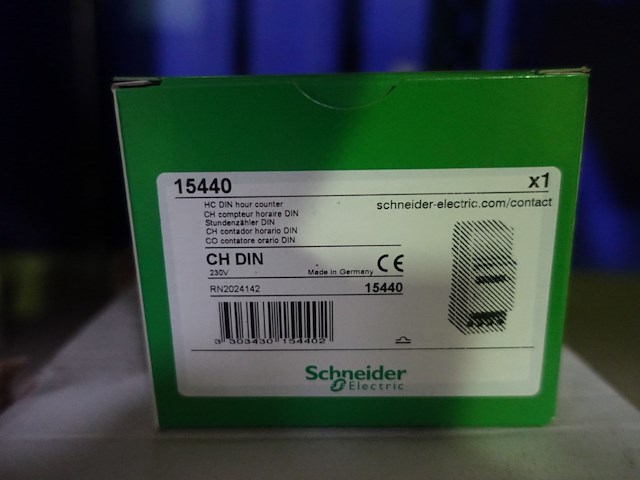 15440 x1
HC DIN hour counter
schneider-electric.com/contact
CH compteur horaire DIN
Stundenzähler DIN
CH contador horario DIN
CO contatore orario DIN
CH DIN CE
230V Made in Germany
RN2024142 15440
3 303430 154402
Schneider
Electric